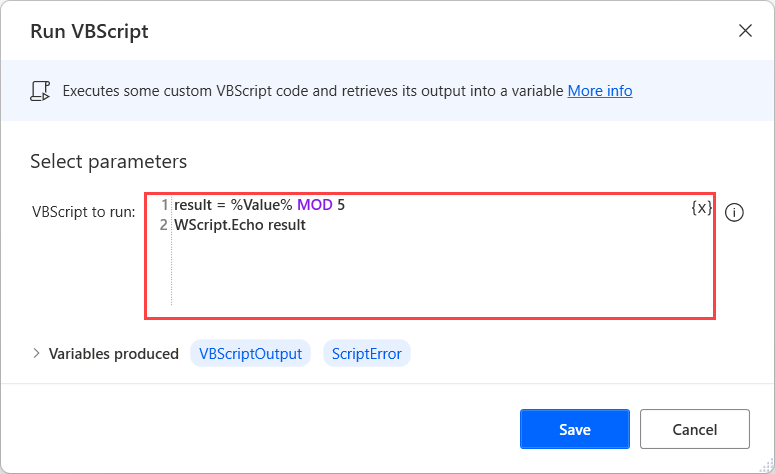 Run VBScript
Executes some custom VBScript code and retrieves its output into a variable More info
Select parameters
VBScript to run:
1 result = %Value% MOD 5
2 WScript.Echo result
{x}
Variables produced VBScriptOutput ScriptError
Save Cancel